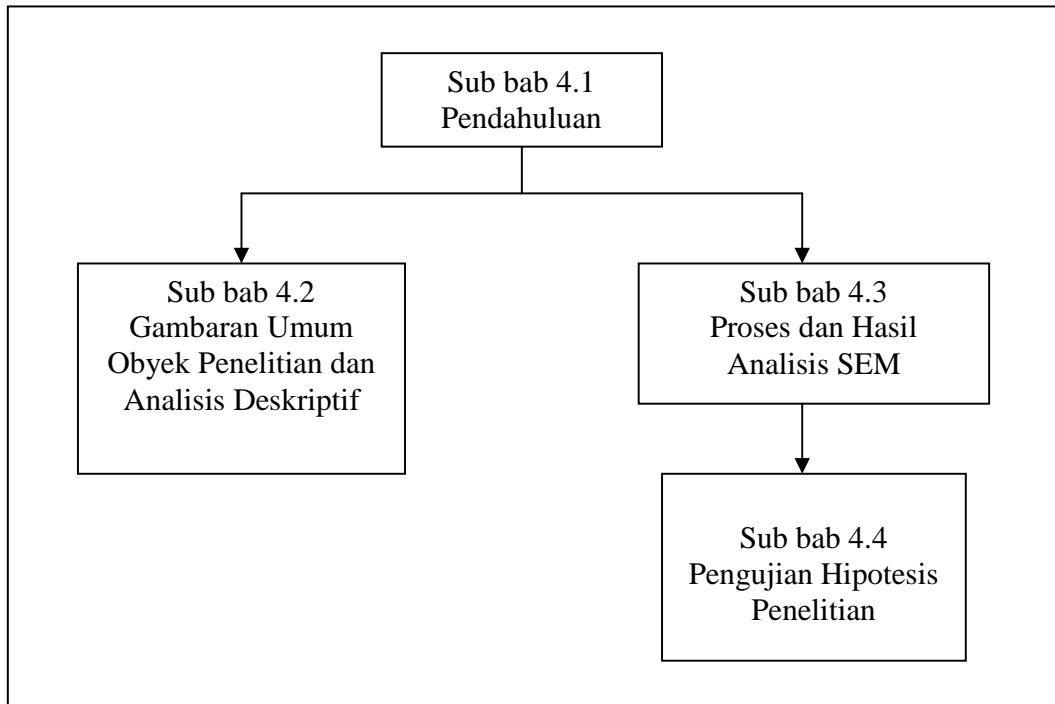 Sub bab 4.1
Pendahuluan
Sub bab 4.2
Gambaran Umum
Obyek Penelitian dan
Analisis Deskriptif
Sub bab 4.3
Proses dan Hasil
Analisis SEM
Sub bab 4.4
Pengujian Hipotesis
Penelitian